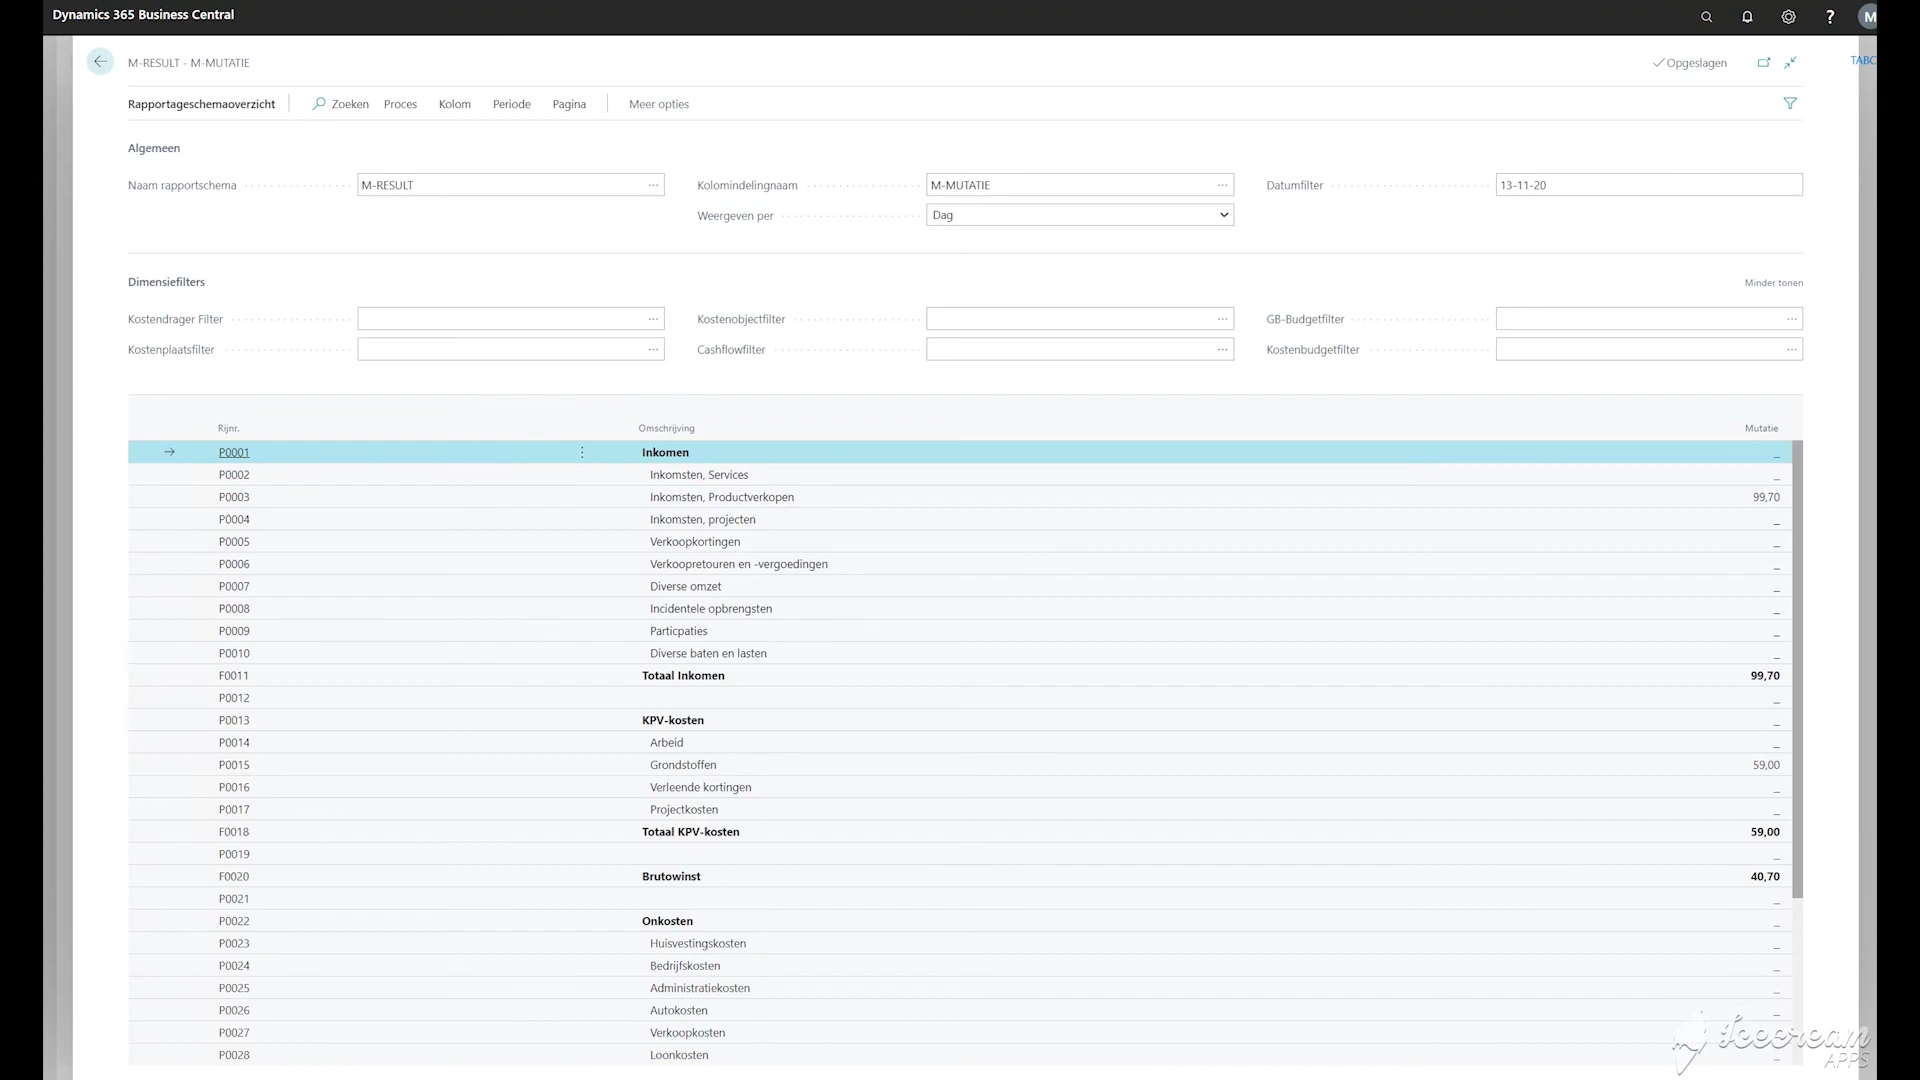 Dynamics 365 Business Central
?
M
M-RESULT - M-MUTATIE
Opgeslagen
TABC
Rapportageschemaoverzicht Zoeken Proces Kolom Periode Pagina Meer opties
Algemeen
Naam rapportschema M-RESULT Kolomindelingnaam M-MUTATIE Datumfilter 13-11-20
Weergeven per Dag
Dimensiefilters Minder tonen
Kostendrager Filter Kostenobjectfilter GB-Budgetfilter
Kostenplaatsfilter Cashflowfilter Kostenbudgetfilter
Rijnr. Omschrijving Mutatie
P0001 Inkomen _
P0002 Inkomsten, Services _
P0003 Inkomsten, Productverkopen 99,70
P0004 Inkomsten, projecten _
P0005 Verkoopkortingen _
P0006 Verkoopretouren en -vergoedingen _
P0007 Diverse omzet _
P0008 Incidentele opbrengsten _
P0009 Particpaties _
P0010 Diverse baten en lasten _
F0011 Totaal Inkomen 99,70
P0012 _
P0013 KPV-kosten _
P0014 Arbeid _
P0015 Grondstoffen 59,00
P0016 Verleende kortingen _
P0017 Projectkosten _
F0018 Totaal KPV-kosten 59,00
P0019 _
F0020 Brutowinst 40,70
P0021 _
P0022 Onkosten _
P0023 Huisvestingskosten _
P0024 Bedrijfskosten _
P0025 Administratiekosten _
P0026 Autokosten _
P0027 Verkoopkosten _
P0028 Loonkosten _
Icecream
APPS